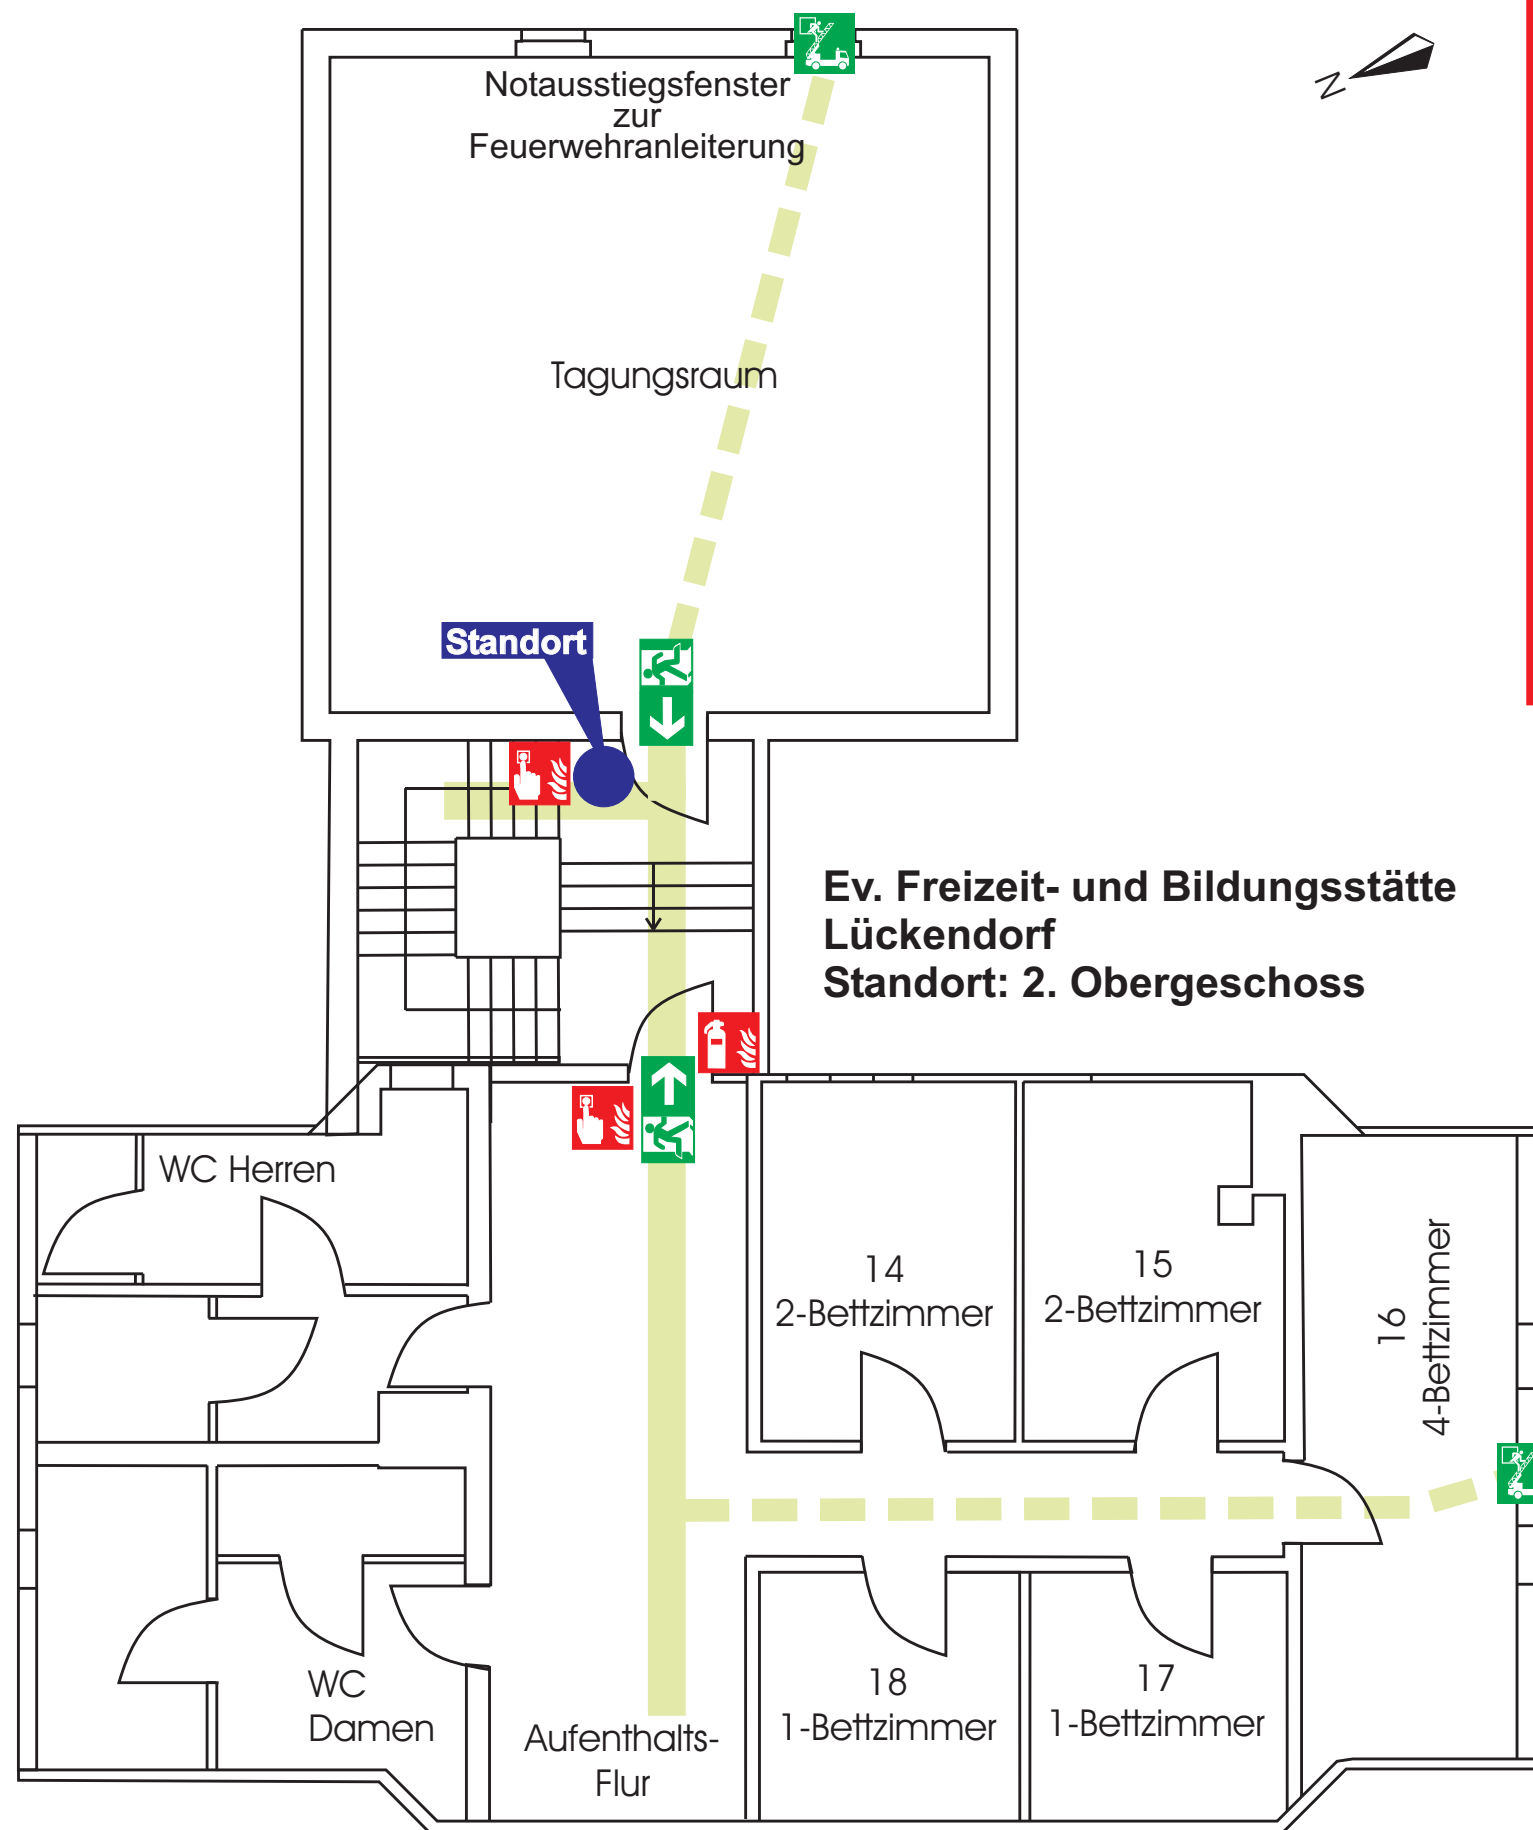 Notausstiegsfenster
zur
Feuerwehranleiterung
N
Tagungsraum
Standort
Ev. Freizeit- und Bildungsstätte
Lückendorf
Standort: 2. Obergeschoss
WC Herren
14
2-Bettzimmer
15
2-Bettzimmer
16
4-Bettzimmer
WC
Damen
Aufenthalts-
Flur
18
1-Bettzimmer
17
1-Bettzimmer